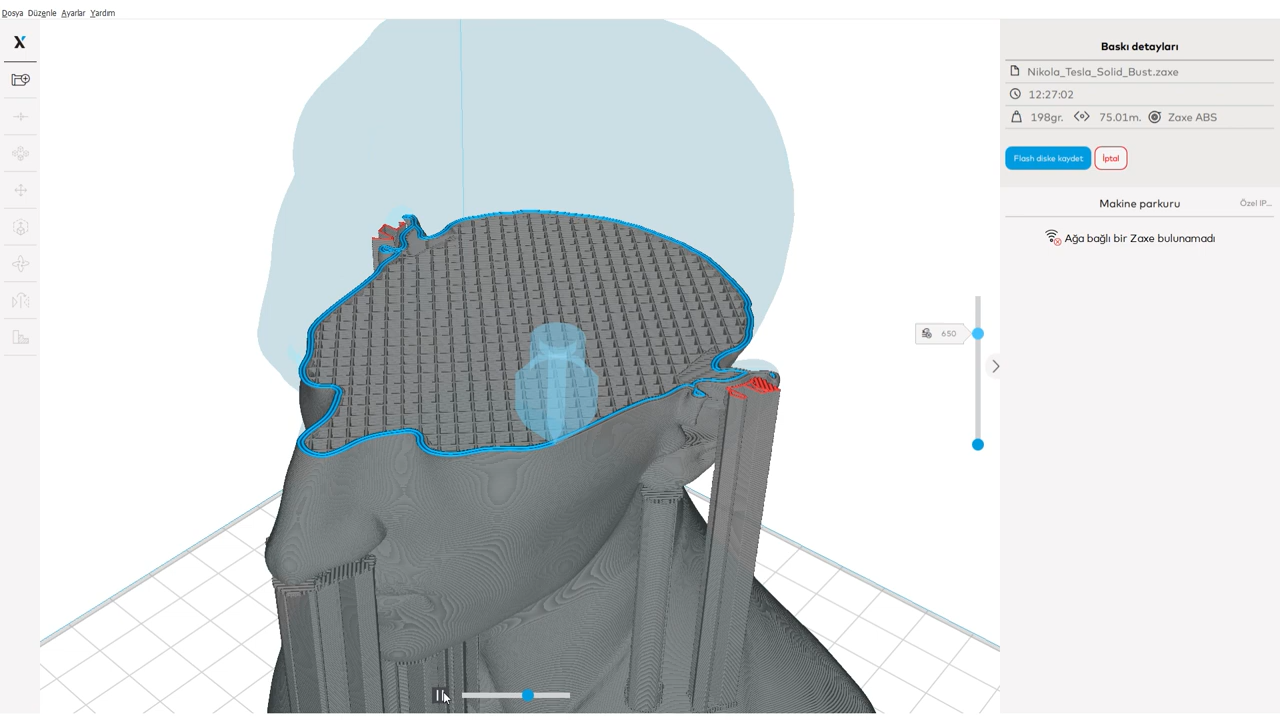 Dosya Düzenle Ayarlar Yardım
X
Baskı detayları
Nikola_Tesla_Solid_Bust.zaxe
12:27:02
198gr. 75.01m. Zaxe ABS
Flash diske kaydet İptal
Makine parkuru Özel IP...
Ağa bağlı bir Zaxe bulunamadı
650